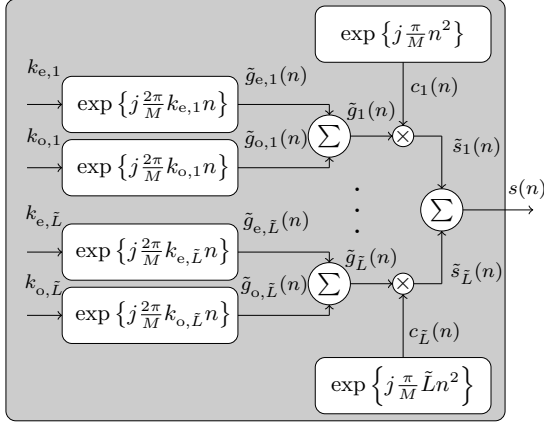 exp {j π/M n²}
k_{e,1}
g̃_{e,1}(n)
c_1(n)
exp {j 2π/M k_{e,1} n}
g̃_1(n)
k_{o,1}
∑
×
g̃_{o,1}(n)
s̃_1(n)
exp {j 2π/M k_{o,1} n}
s(n)
k_{e,L̃}
g̃_{e,L̃}(n)
∑
exp {j 2π/M k_{e,L̃} n}
g̃_{L̃}(n)
s̃_{L̃}(n)
k_{o,L̃}
∑
×
g̃_{o,L̃}(n)
exp {j 2π/M k_{o,L̃} n}
c_{L̃}(n)
exp {j π/M L̃n²}